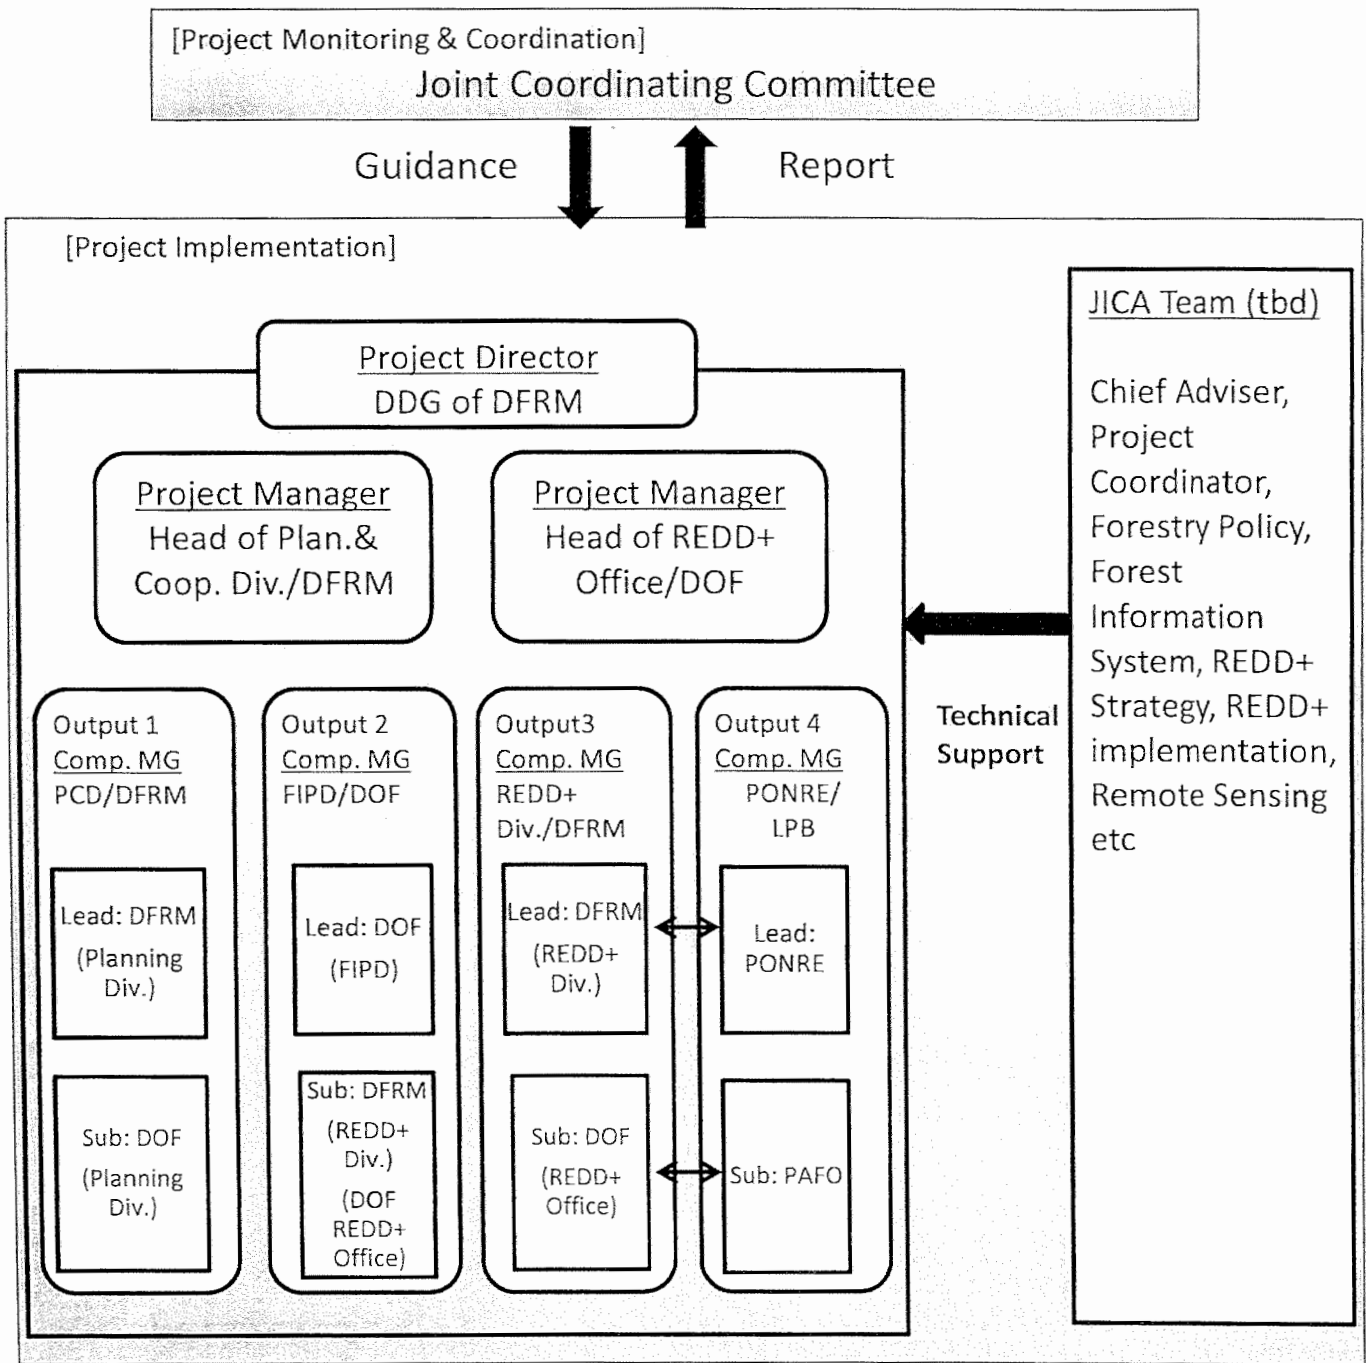 [Project Monitoring & Coordination]
Joint Coordinating Committee
Guidance
Report
[Project Implementation]
Project Director
DDG of DFRM
Project Manager
Head of Plan.&
Coop. Div./DFRM
Project Manager
Head of REDD+
Office/DOF
Output 1
Comp. MG
PCD/DFRM
Lead: DFRM
(Planning
Div.)
Sub: DOF
(Planning
Div.)
Output 2
Comp. MG
FIPD/DOF
Lead: DOF
(FIPD)
Sub: DFRM
(REDD+
Div.)
(DOF
REDD+
Office)
Output3
Comp. MG
REDD+
Div./DFRM
Lead: DFRM
(REDD+
Div.)
Sub: DOF
(REDD+
Office)
Output 4
Comp. MG
PONRE/
LPB
Lead:
PONRE
Sub: PAFO
Technical
Support
JICA Team (tbd)
Chief Adviser,
Project
Coordinator,
Forestry Policy,
Forest
Information
System, REDD+
Strategy, REDD+
implementation,
Remote Sensing
etc